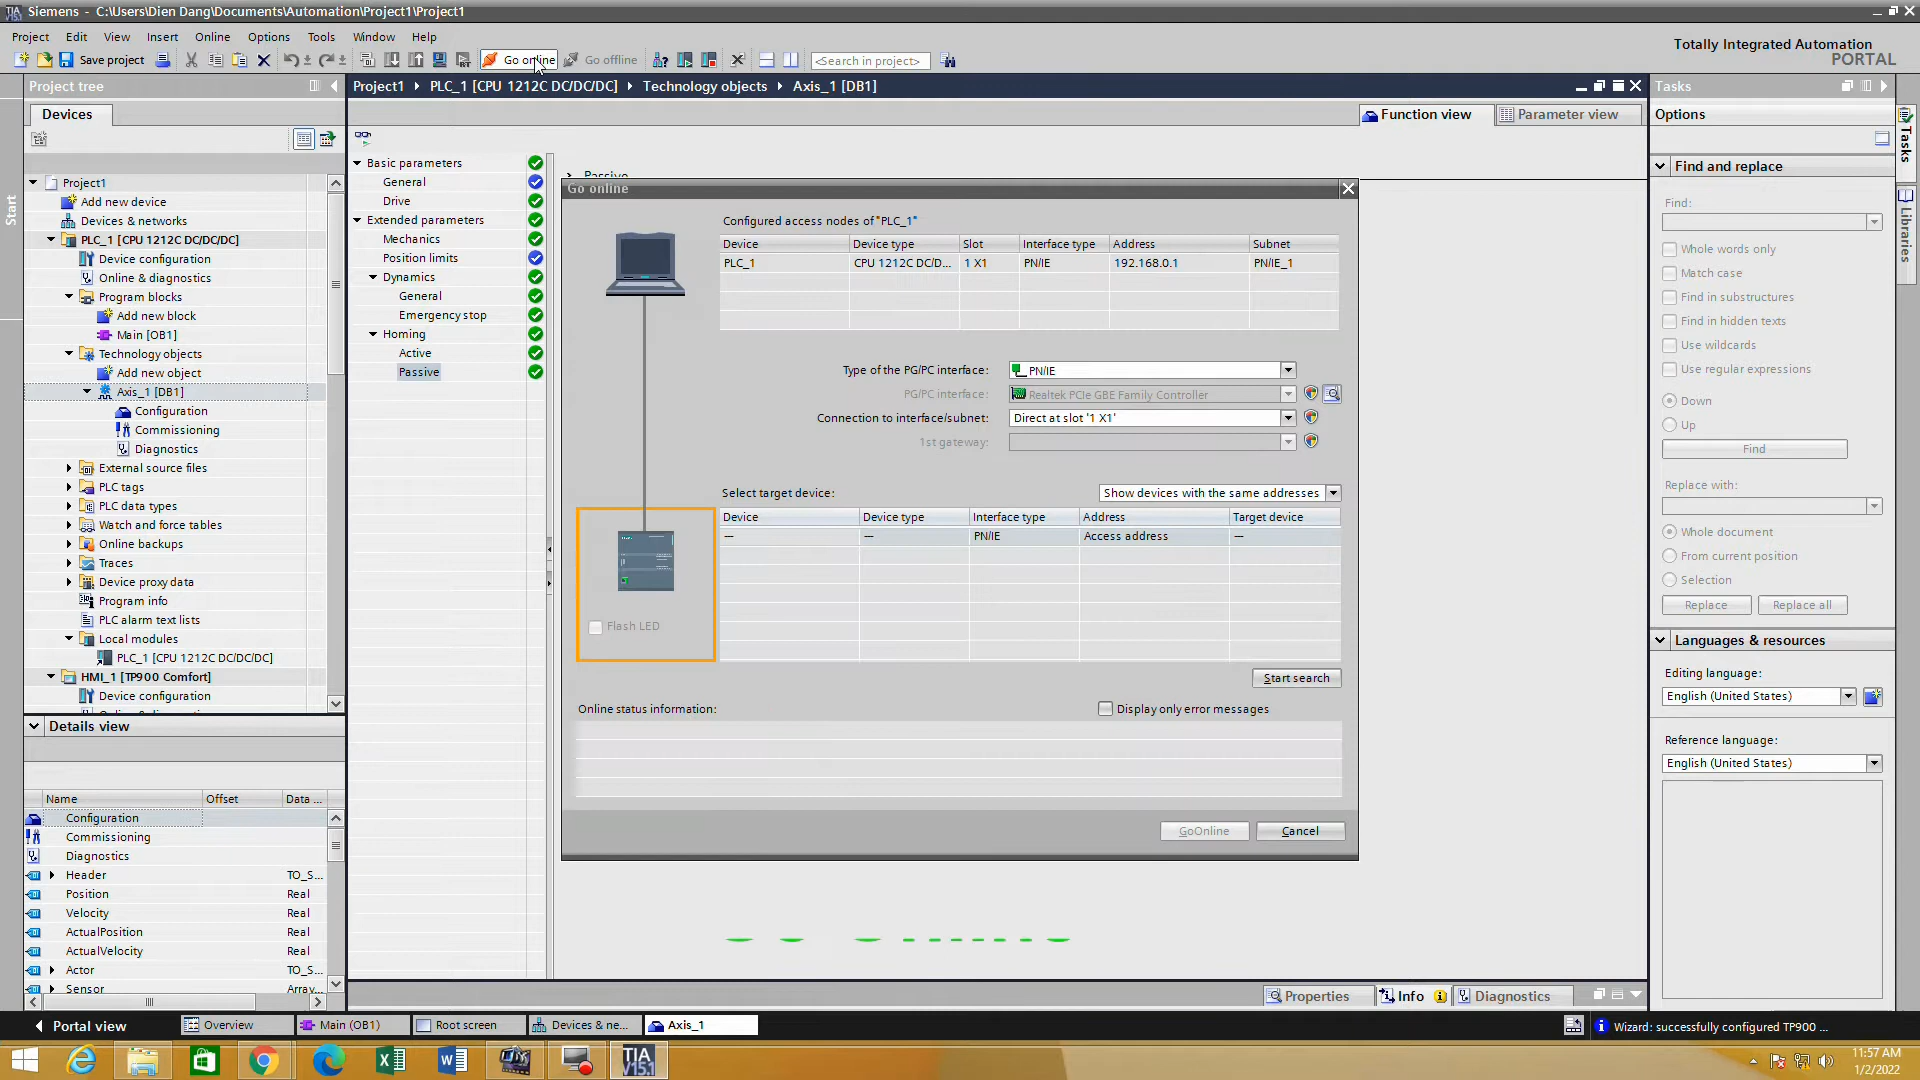 Siemens - C:\Users\Dien Dang\Documents\Automation\Project1\Project1
Project Edit View Insert Online Options Tools Window Help
Save project Go online Go offline <Search in project>
Totally Integrated Automation
PORTAL
Project tree
Project1 PLC_1 [CPU 1212C DC/DC/DC] Technology objects Axis_1 [DB1]
Tasks
Devices
Function view Parameter view
Options
Start
Project1
Add new device
Devices & networks
PLC_1 [CPU 1212C DC/DC/DC]
Device configuration
Online & diagnostics
Program blocks
Add new block
Main [OB1]
Technology objects
Add new object
Axis_1 [DB1]
Configuration
Commissioning
Diagnostics
External source files
PLC tags
PLC data types
Watch and force tables
Online backups
Traces
Device proxy data
Program info
PLC alarm text lists
Local modules
PLC_1 [CPU 1212C DC/DC/DC]
HMI_1 [TP900 Comfort]
Device configuration
Details view
Name Offset Data ...
Configuration
Commissioning
Diagnostics
Header TO_S...
Position Real
Velocity Real
ActualPosition Real
ActualVelocity Real
Actor TO_S...
Sensor Array...
Basic parameters
General
Drive
Extended parameters
Mechanics
Position limits
Dynamics
General
Emergency stop
Homing
Active
Passive
Passive
Go online
Configured access nodes of "PLC_1"
Device Device type Slot Interface type Address Subnet
PLC_1 CPU 1212C DC/D... 1 X1 PN/IE 192.168.0.1 PN/IE_1
Type of the PG/PC interface: PN/IE
PG/PC interface: Realtek PCIe GBE Family Controller
Connection to interface/subnet: Direct at slot '1 X1'
1st gateway:
Select target device: Show devices with the same addresses
Device Device type Interface type Address Target device
— — PN/IE Access address —
Flash LED
Start search
Online status information: Display only error messages
GoOnline Cancel
Find and replace
Find:
Whole words only
Match case
Find in substructures
Find in hidden texts
Use wildcards
Use regular expressions
Down
Up
Find
Replace with:
Whole document
From current position
Selection
Replace Replace all
Languages & resources
Editing language:
English (United States)
Reference language:
English (United States)
Tasks
Libraries
Properties Info Diagnostics
Portal view Overview Main (OB1) Root screen Devices & ne... Axis_1 Wizard: successfully configured TP900 ...
TIA
V15.1
11:57 AM
1/2/2022